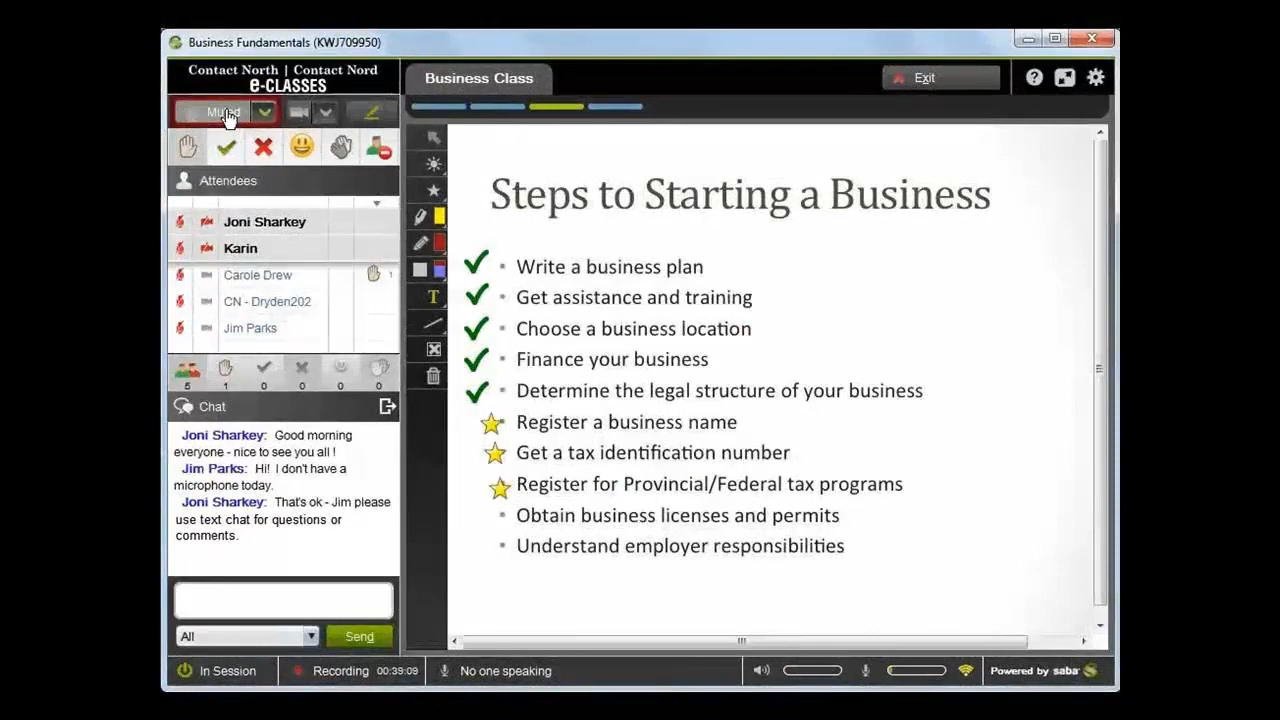 Business Fundamentals (KWJ709950)
Contact North | Contact Nord
e-CLASSES
Business Class
Exit
Muted
Attendees
Joni Sharkey
Karin
Carole Drew
1
CN - Dryden202
Jim Parks
5 1 0 0 0 0
Chat
Joni Sharkey: Good morning
everyone - nice to see you all !
Jim Parks: Hi! I don't have a
microphone today.
Joni Sharkey: That's ok - Jim please
use text chat for questions or
comments.
All
Send
Steps to Starting a Business
Write a business plan
Get assistance and training
Choose a business location
Finance your business
Determine the legal structure of your business
Register a business name
Get a tax identification number
Register for Provincial/Federal tax programs
Obtain business licenses and permits
Understand employer responsibilities
T
In Session
Recording 00:39:09
No one speaking
Powered by saba